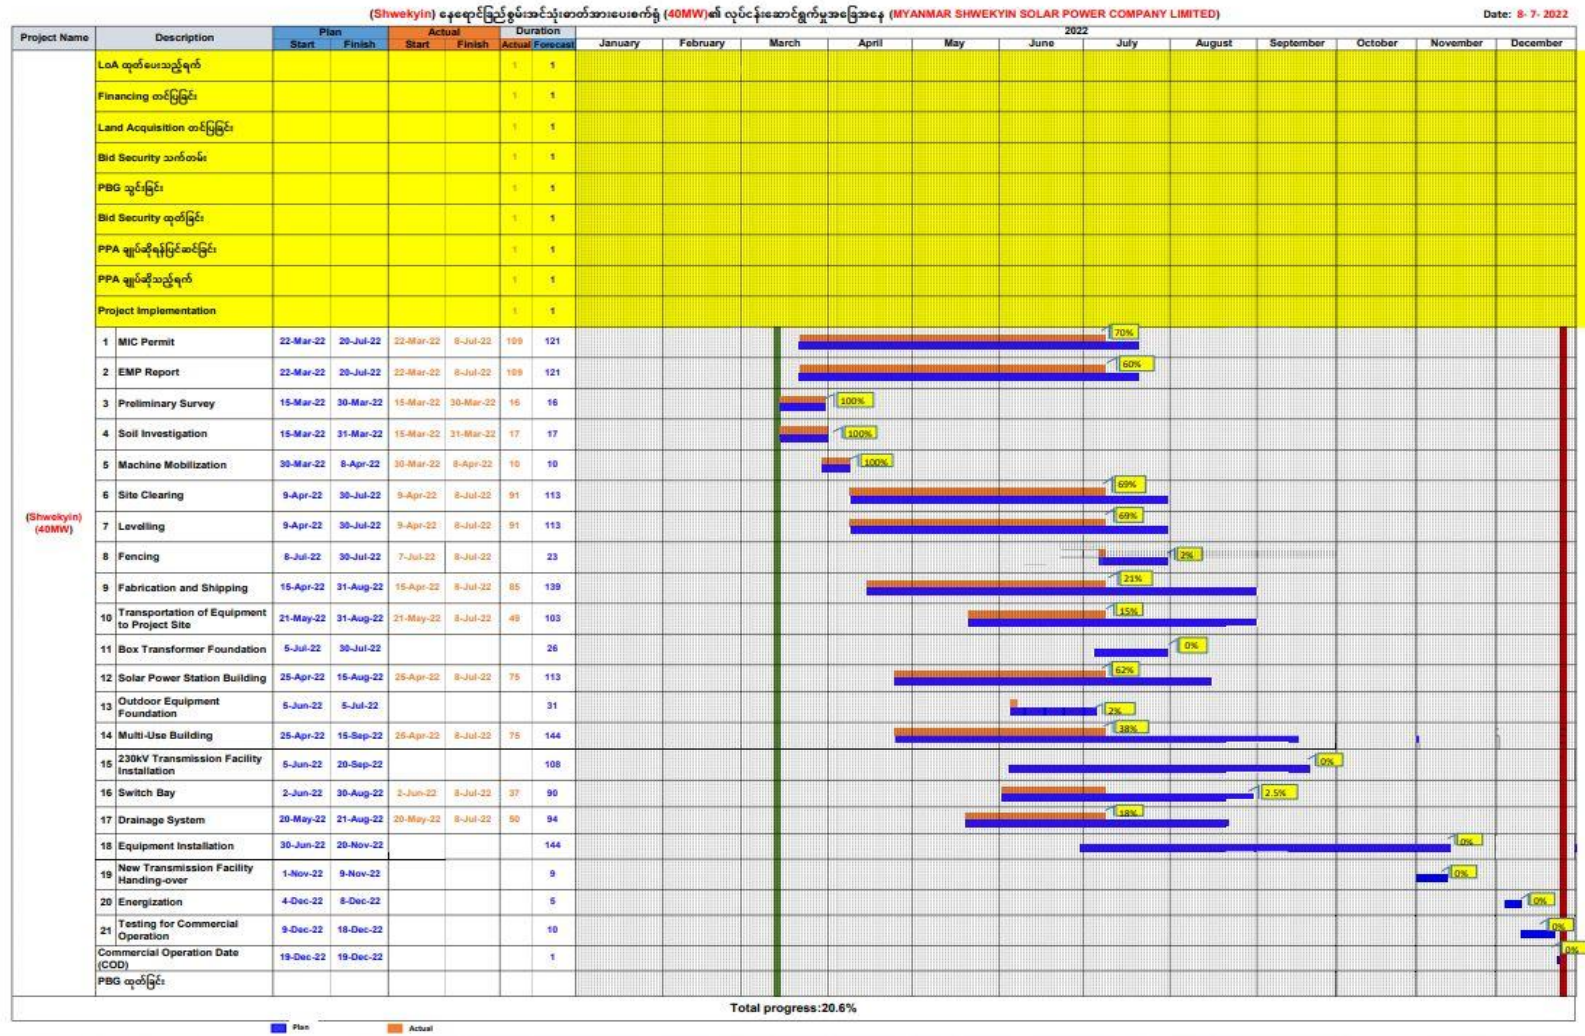 (Shwekyin) နေရောင်ခြည်စွမ်းအင်သုံးဓာတ်အားပေးစက်ရုံ (40MW)၏ လုပ်ငန်းဆောင်ရွက်မှုအခြေအနေ (MYANMAR SHWEKYIN SOLAR POWER COMPANY LIMITED) Date: 8- 7- 2022
Project Name Description Plan Actual Duration 2022
Start Finish Start Finish Actual Forecast January February March April May June July August September October November December
LoA ထုတ်ပေးသည့်ရက် 1 1
Financing တင်ပြခြင်း 1 1
Land Acquisition တင်ပြခြင်း 1 1
Bid Security သက်တမ်း 1 1
PBG သွင်းခြင်း 1 1
Bid Security ထုတ်ခြင်း 1 1
PPA ချုပ်ဆိုရန်ပြင်ဆင်ခြင်း 1 1
PPA ချုပ်ဆိုသည့်ရက် 1 1
Project Implementation 1 1
(Shwekyin)
(40MW)
1 MIC Permit 22-Mar-22 20-Jul-22 22-Mar-22 8-Jul-22 109 121 70%
2 EMP Report 22-Mar-22 20-Jul-22 22-Mar-22 8-Jul-22 109 121 60%
3 Preliminary Survey 15-Mar-22 30-Mar-22 15-Mar-22 30-Mar-22 16 16 100%
4 Soil Investigation 15-Mar-22 31-Mar-22 15-Mar-22 31-Mar-22 17 17 100%
5 Machine Mobilization 30-Mar-22 8-Apr-22 30-Mar-22 8-Apr-22 10 10 100%
6 Site Clearing 9-Apr-22 30-Jul-22 9-Apr-22 8-Jul-22 91 113 69%
7 Levelling 9-Apr-22 30-Jul-22 9-Apr-22 8-Jul-22 91 113 69%
8 Fencing 8-Jul-22 30-Jul-22 7-Jul-22 8-Jul-22 23 2%
9 Fabrication and Shipping 15-Apr-22 31-Aug-22 15-Apr-22 8-Jul-22 85 139 21%
10 Transportation of Equipment to Project Site 21-May-22 31-Aug-22 21-May-22 8-Jul-22 49 103 15%
11 Box Transformer Foundation 5-Jul-22 30-Jul-22 26 0%
12 Solar Power Station Building 25-Apr-22 15-Aug-22 25-Apr-22 8-Jul-22 75 113 62%
13 Outdoor Equipment Foundation 5-Jun-22 5-Jul-22 31 2%
14 Multi-Use Building 25-Apr-22 15-Sep-22 25-Apr-22 8-Jul-22 75 144 38%
15 230kV Transmission Facility Installation 5-Jun-22 20-Sep-22 108 0%
16 Switch Bay 2-Jun-22 30-Aug-22 2-Jun-22 8-Jul-22 37 90 2.5%
17 Drainage System 20-May-22 21-Aug-22 20-May-22 8-Jul-22 50 94 18%
18 Equipment Installation 30-Jun-22 20-Nov-22 144 0%
19 New Transmission Facility Handing-over 1-Nov-22 9-Nov-22 9 0%
20 Energization 4-Dec-22 8-Dec-22 5 0%
21 Testing for Commercial Operation 9-Dec-22 18-Dec-22 10 0%
Commercial Operation Date (COD) 19-Dec-22 19-Dec-22 1 0%
PBG ထုတ်ခြင်း
Total progress:20.6%
Plan Actual